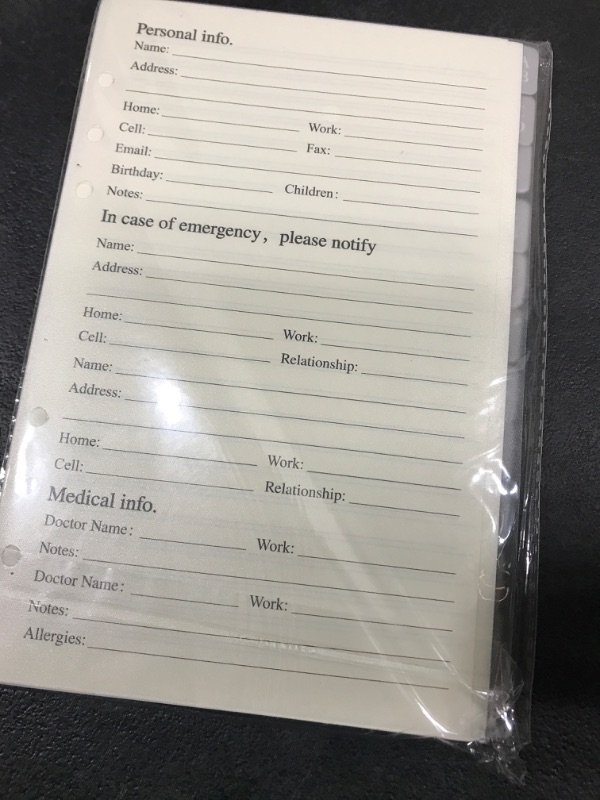 Personal info.
Name:
Address:
Home: Work:
Cell: Fax:
Email:
Birthday: Children:
Notes:
In case of emergency, please notify
Name:
Address:
Home: Work:
Cell: Relationship:
Name:
Address:
Home: Work:
Cell: Relationship:
Medical info.
Doctor Name: Work:
Notes:
Doctor Name: Work:
Notes:
Allergies: